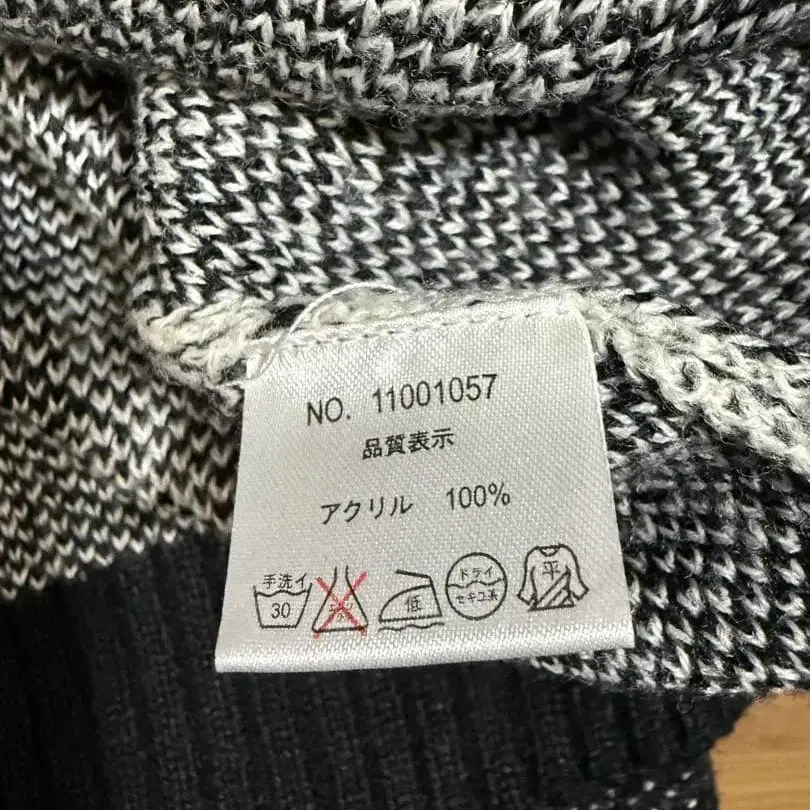 NO. 11001057
品質表示
アクリル 100%
手洗イ 30 低 ドライ セキユ系 平